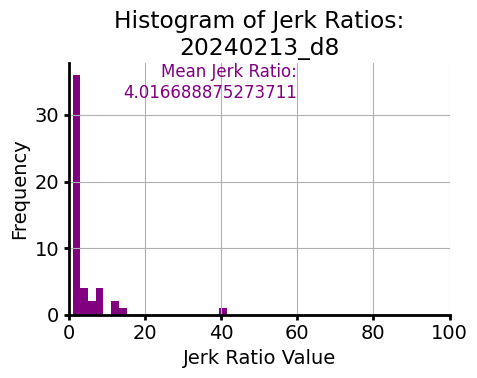 Histogram of Jerk Ratios:
20240213_d8
Mean Jerk Ratio:
4.016688875273711
Frequency
30
20
10
0
0 20 40 60 80 100
Jerk Ratio Value